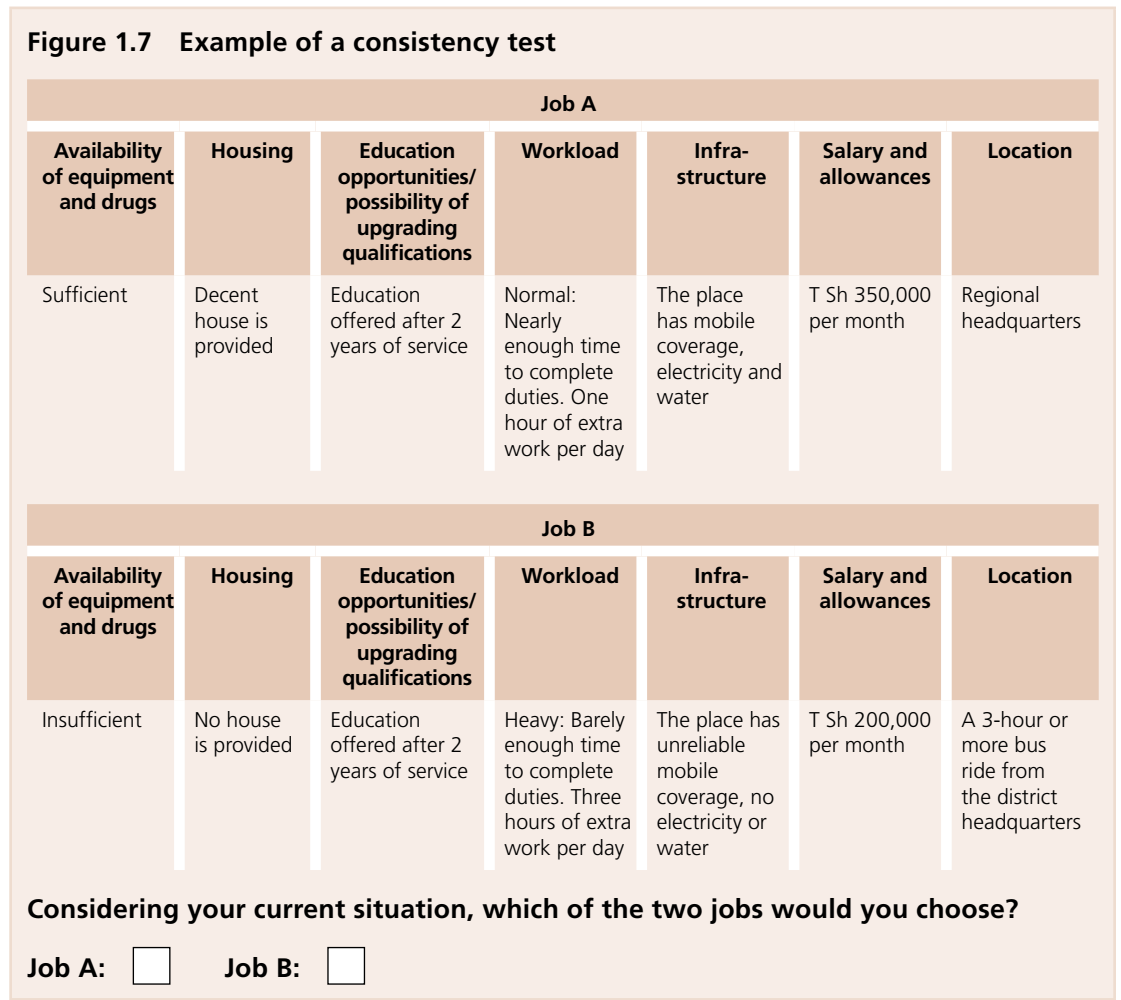 Figure 1.7 Example of a consistency test
Job A
Availability
of equipment
and drugs
Housing
Education
opportunities/
possibility of
upgrading
qualifications
Workload
Infra-
structure
Salary and
allowances
Location
Sufficient
Decent
house is
provided
Education
offered after 2
years of service
Normal:
Nearly
enough time
to complete
duties. One
hour of extra
work per day
The place
has mobile
coverage,
electricity and
water
T Sh 350,000
per month
Regional
headquarters
Job B
Availability
of equipment
and drugs
Housing
Education
opportunities/
possibility of
upgrading
qualifications
Workload
Infra-
structure
Salary and
allowances
Location
Insufficient
No house
is provided
Education
offered after 2
years of service
Heavy: Barely
enough time
to complete
duties. Three
hours of extra
work per day
The place has
unreliable
mobile
coverage, no
electricity or
water
T Sh 200,000
per month
A 3-hour or
more bus
ride from
the district
headquarters
Considering your current situation, which of the two jobs would you choose?
Job A: Job B: